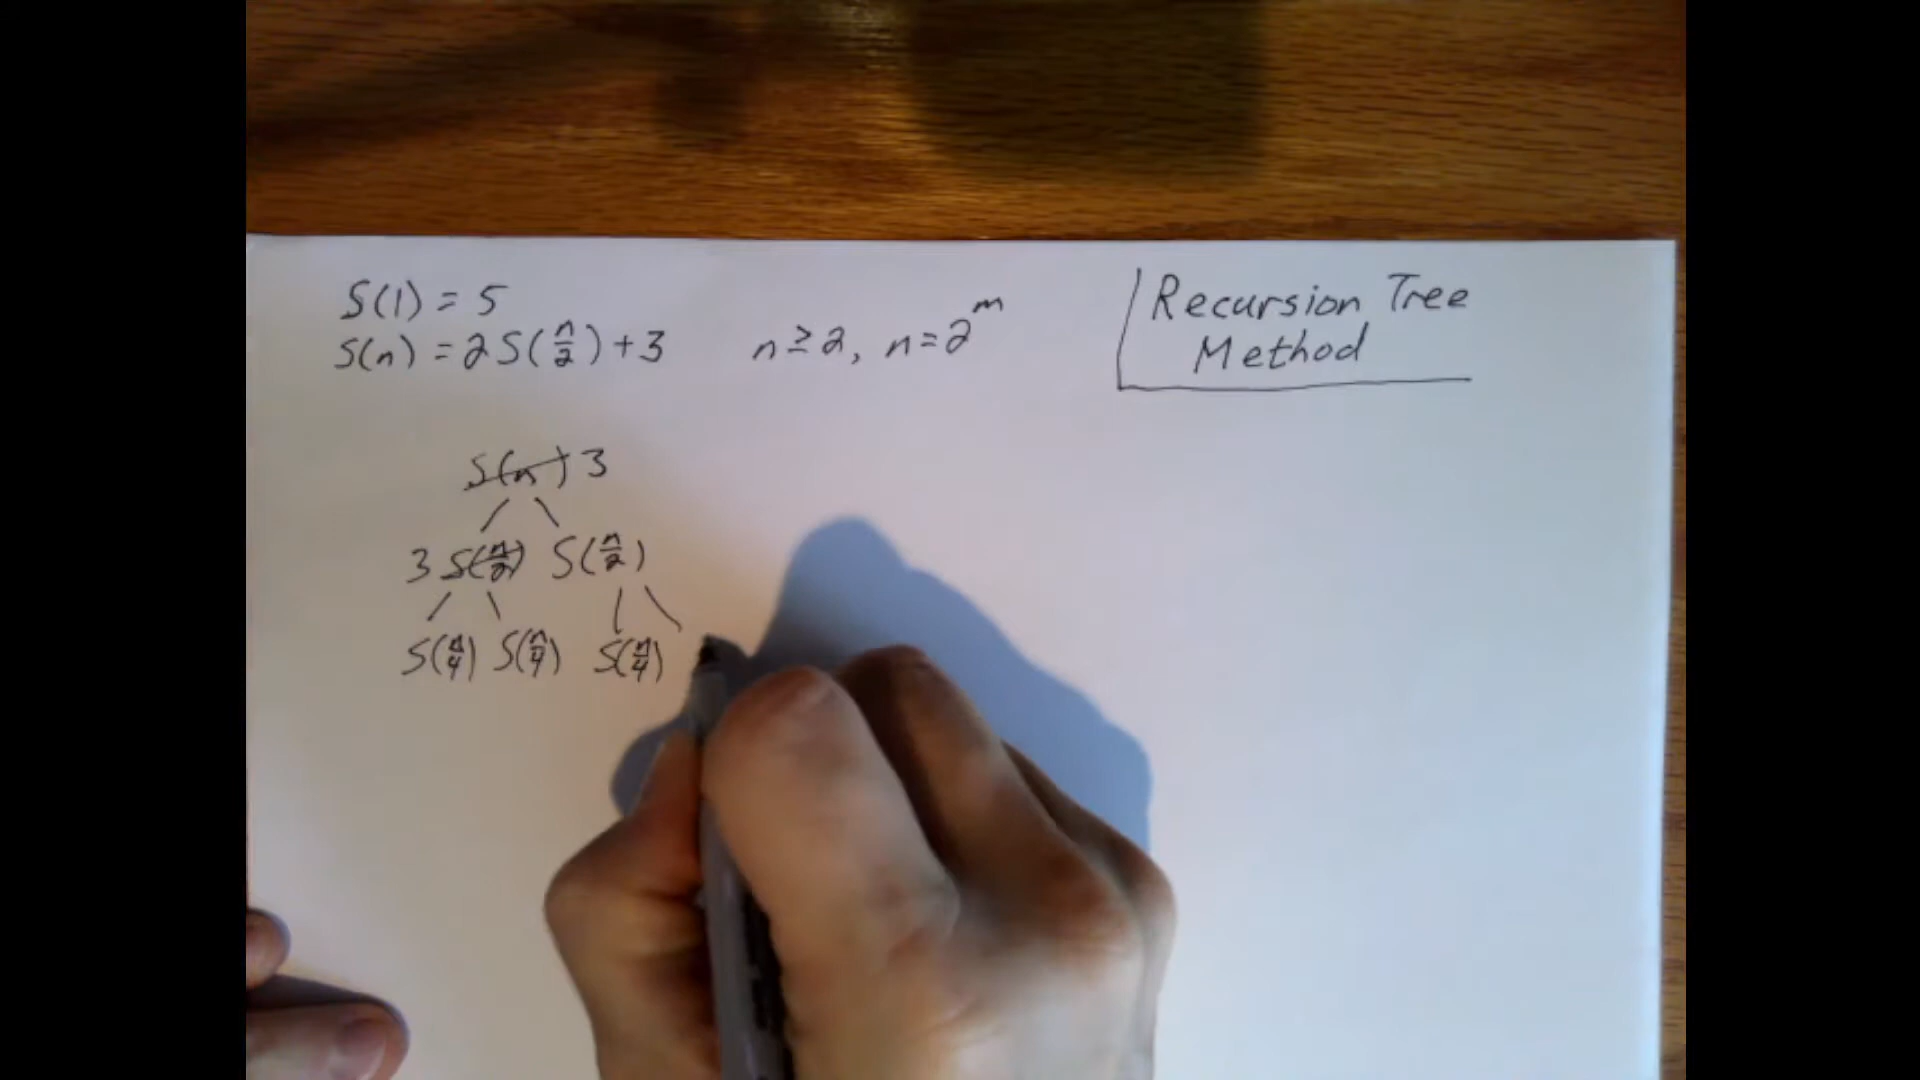 S(1) = 5
S(n) = 2S(n/2) + 3 n ≥ 2, n = 2^m
Recursion Tree
Method
S(n) 3
3 S(n/2) S(n/2)
S(n/4) S(n/4) S(n/4)